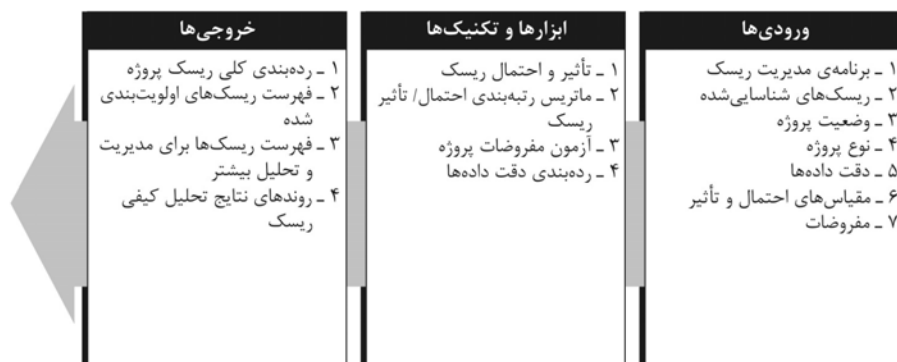 ورودی‌ها
۱ ـ برنامه‌ی مدیریت ریسک
۲ ـ ریسک‌های شناسایی‌شده
۳ ـ وضعیت پروژه
۴ ـ نوع پروژه
۵ ـ دقت داده‌ها
۶ ـ مقیاس‌های احتمال و تأثیر
۷ ـ مفروضات
ابزارها و تکنیک‌ها
۱ ـ تأثیر و احتمال ریسک
۲ ـ ماتریس رتبه‌بندی احتمال/ تأثیر
ریسک
۳ ـ آزمون مفروضات پروژه
۴ ـ رده‌بندی دقت داده‌ها
خروجی‌ها
۱ ـ رده‌بندی کلی ریسک پروژه
۲ ـ فهرست ریسک‌های اولویت‌بندی
شده
۳ ـ فهرست ریسک‌ها برای مدیریت
و تحلیل بیشتر
۴ ـ روندهای نتایج تحلیل کیفی
ریسک